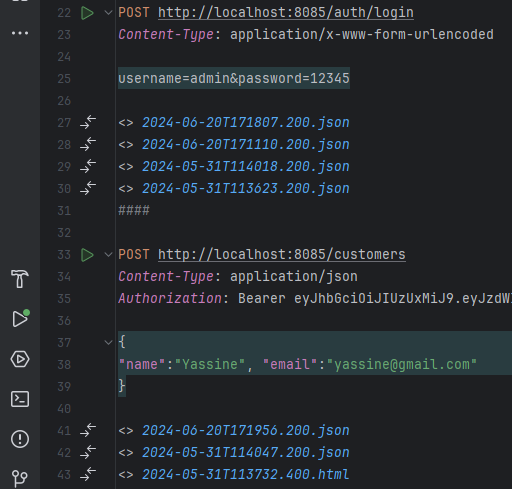 22 POST http://localhost:8085/auth/login
23 Content-Type: application/x-www-form-urlencoded
24
25 username=admin&password=12345
26
27 <> 2024-06-20T171807.200.json
28 <> 2024-06-20T171110.200.json
29 <> 2024-05-31T114018.200.json
30 <> 2024-05-31T113623.200.json
31 ####
32
33 POST http://localhost:8085/customers
34 Content-Type: application/json
35 Authorization: Bearer eyJhbGciOiJIUzUxMiJ9.eyJzdW
36
37 {
38 "name":"Yassine", "email":"yassine@gmail.com"
39 }
40
41 <> 2024-06-20T171956.200.json
42 <> 2024-05-31T114047.200.json
43 <> 2024-05-31T113732.400.html